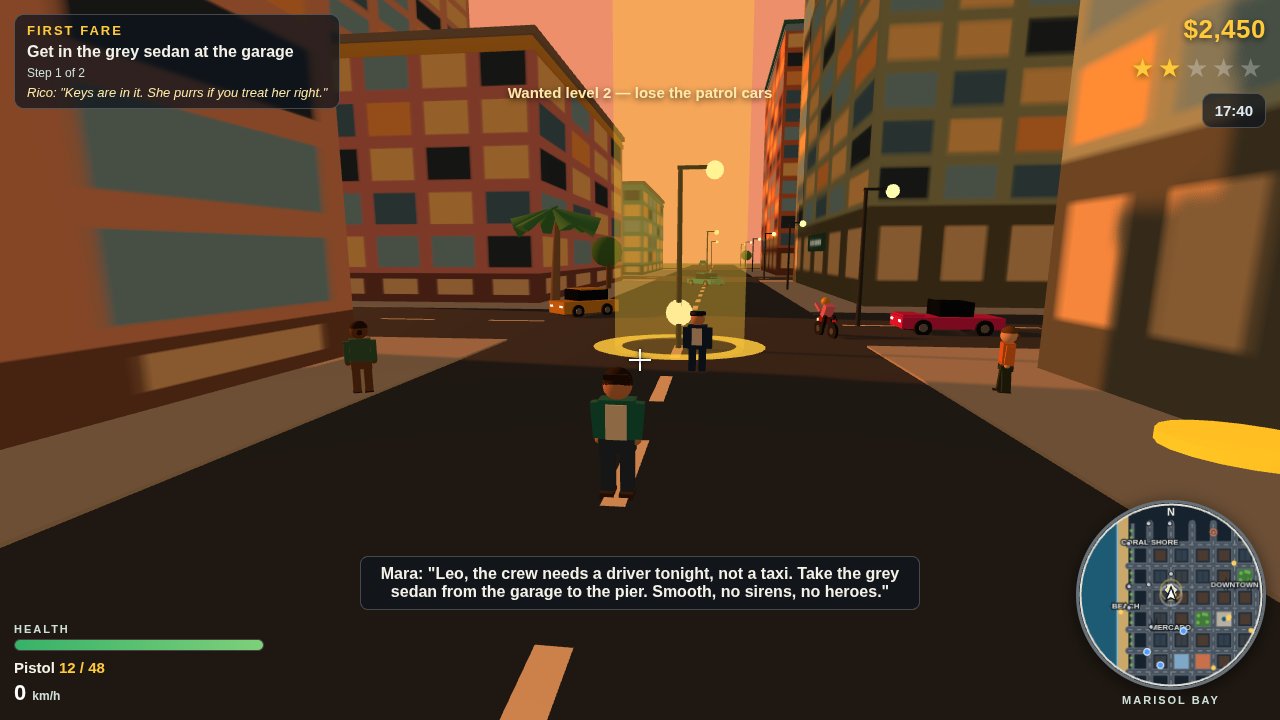 FIRST FARE
Get in the grey sedan at the garage
Step 1 of 2
Rico: "Keys are in it. She purrs if you treat her right."
$2,450
Wanted level 2 — lose the patrol cars
17:40
Mara: "Leo, the crew needs a driver tonight, not a taxi. Take the grey
sedan from the garage to the pier. Smooth, no sirens, no heroes."
HEALTH
Pistol 12 / 48
0 km/h
N
CORAL SHORE
DOWNTOWN
BEACH
MERCADO
MARISOL BAY